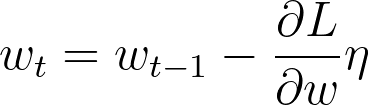 w_t = w_{t-1} - \frac{\partial L}{\partial w} \eta